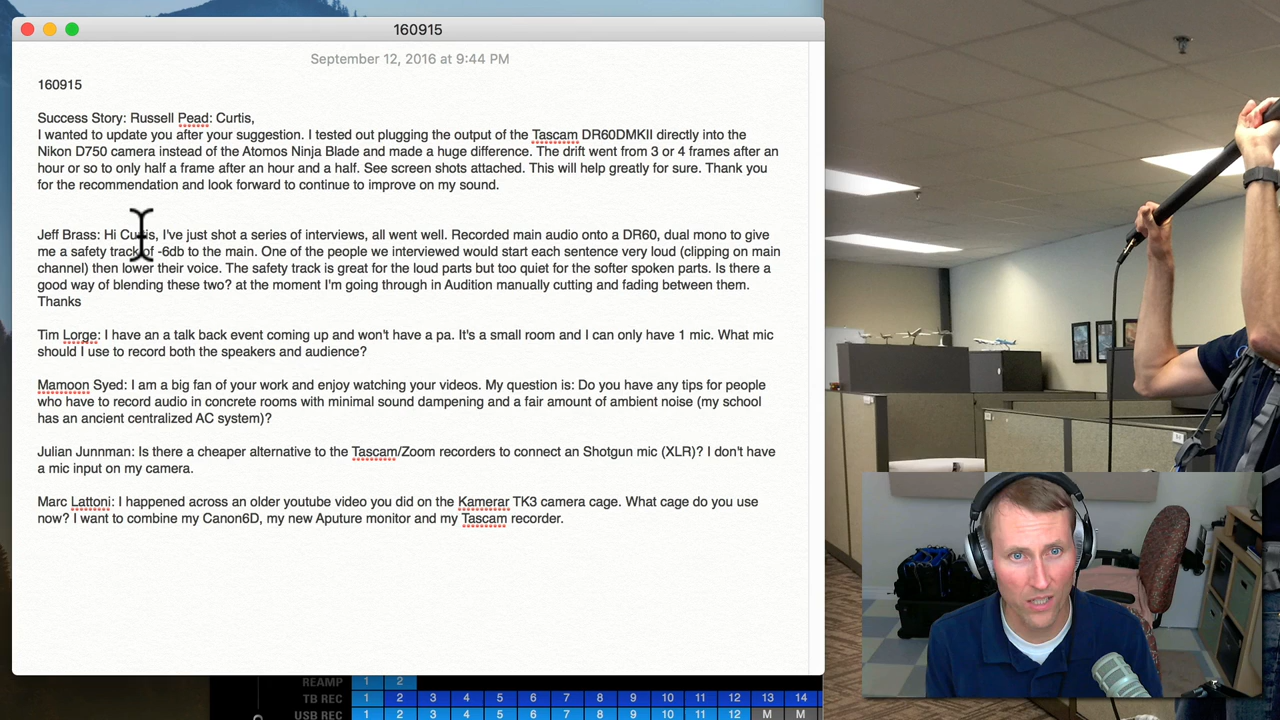 160915
September 12, 2016 at 9:44 PM
160915
Success Story: Russell Pead: Curtis,
I wanted to update you after your suggestion. I tested out plugging the output of the Tascam DR60DMKII directly into the
Nikon D750 camera instead of the Atomos Ninja Blade and made a huge difference. The drift went from 3 or 4 frames after an
hour or so to only half a frame after an hour and a half. See screen shots attached. This will help greatly for sure. Thank you
for the recommendation and look forward to continue to improve on my sound.
Jeff Brass: Hi Curtis, I've just shot a series of interviews, all went well. Recorded main audio onto a DR60, dual mono to give
me a safety track of -6db to the main. One of the people we interviewed would start each sentence very loud (clipping on main
channel) then lower their voice. The safety track is great for the loud parts but too quiet for the softer spoken parts. Is there a
good way of blending these two? at the moment I'm going through in Audition manually cutting and fading between them.
Thanks
Tim Lorge: I have an a talk back event coming up and won't have a pa. It's a small room and I can only have 1 mic. What mic
should I use to record both the speakers and audience?
Mamoon Syed: I am a big fan of your work and enjoy watching your videos. My question is: Do you have any tips for people
who have to record audio in concrete rooms with minimal sound dampening and a fair amount of ambient noise (my school
has an ancient centralized AC system)?
Julian Junnman: Is there a cheaper alternative to the Tascam/Zoom recorders to connect an Shotgun mic (XLR)? I don't have
a mic input on my camera.
Marc Lattoni: I happened across an older youtube video you did on the Kamerar TK3 camera cage. What cage do you use
now? I want to combine my Canon6D, my new Aputure monitor and my Tascam recorder.
REAMP 1 2
TB REC 1 2 3 4 5 6 7 8 9 10 11 12 13 14
USB REC 1 2 3 4 5 6 7 8 9 10 11 12 M M